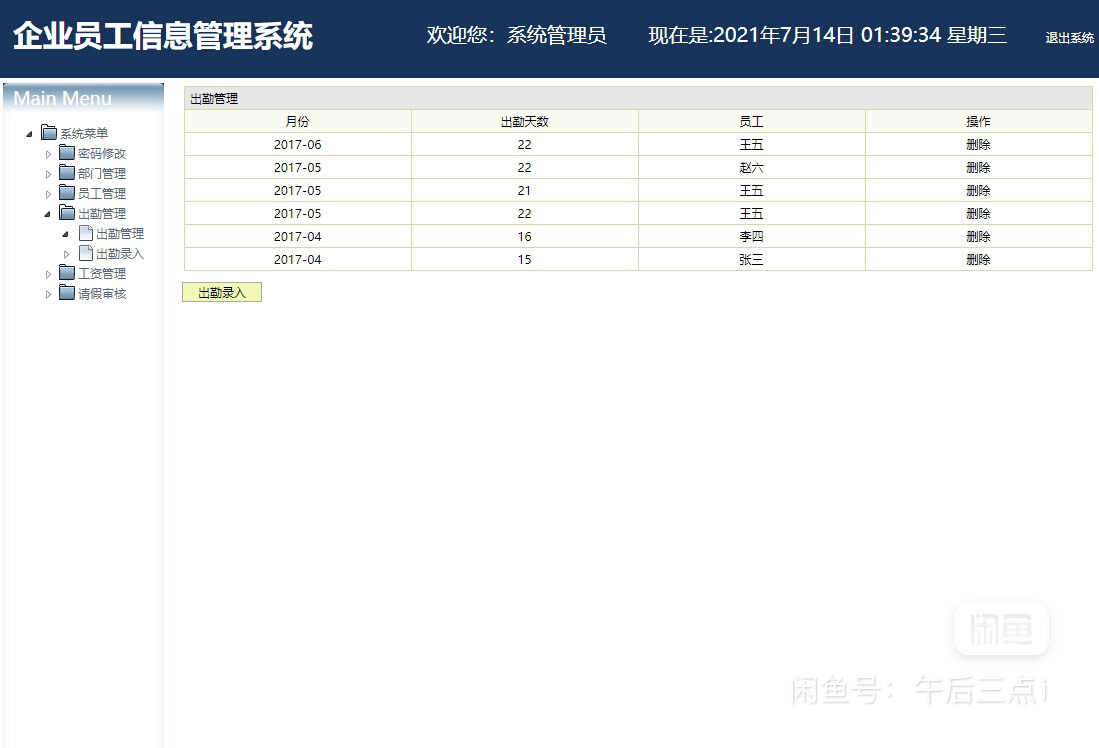 企业员工信息管理系统 欢迎您：系统管理员 现在是:2021年7月14日 01:39:34 星期三 退出系统
Main Menu
系统菜单
密码修改
部门管理
员工管理
出勤管理
出勤管理
出勤录入
工资管理
请假审核
出勤管理
月份 出勤天数 员工 操作
2017-06 22 王五 删除
2017-05 22 赵六 删除
2017-05 21 王五 删除
2017-05 22 王五 删除
2017-04 16 李四 删除
2017-04 15 张三 删除
出勤录入
闲鱼
闲鱼号：午后三点i